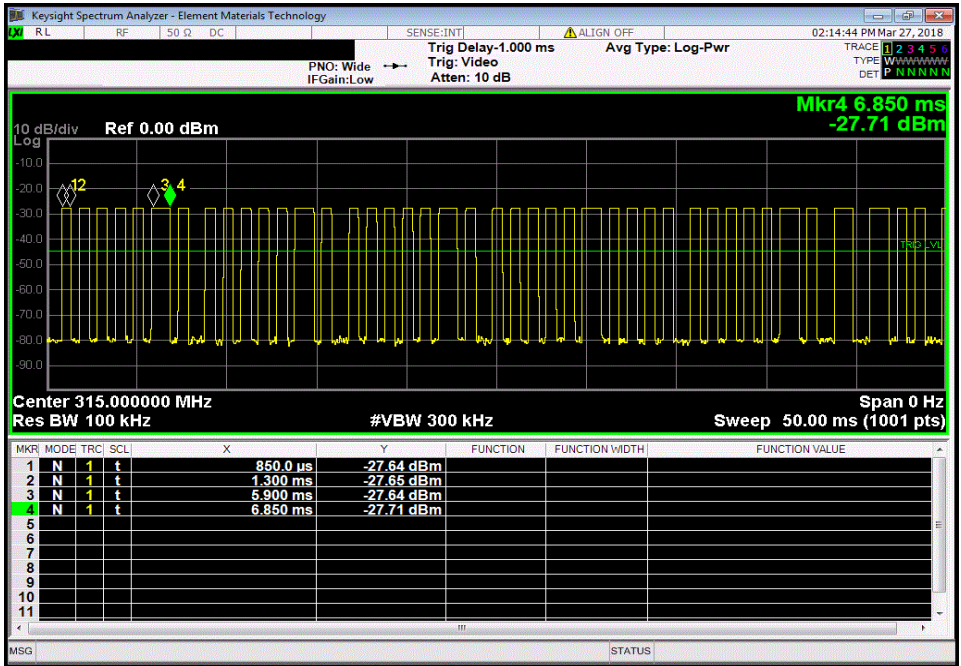 Keysight Spectrum Analyzer - Element Materials Technology
LXI RL RF 50 Ω DC SENSE:INT ALIGN OFF 02:14:44 PM Mar 27, 2018
Trig Delay-1.000 ms Avg Type: Log-Pwr TRACE 1 2 3 4 5 6
PNO: Wide Trig: Video TYPE WWWWWW
IFGain:Low Atten: 10 dB DET P N N N N N
Mkr4 6.850 ms
10 dB/div Ref 0.00 dBm -27.71 dBm
Log
-10.0
-20.0 12 3 4
-30.0
-40.0
TRIG LVL
-50.0
-60.0
-70.0
-80.0
-90.0
Center 315.000000 MHz Span 0 Hz
Res BW 100 kHz #VBW 300 kHz Sweep 50.00 ms (1001 pts)
MKR MODE TRC SCL X Y FUNCTION FUNCTION WIDTH FUNCTION VALUE
1 N 1 t 850.0 µs -27.64 dBm
2 N 1 t 1.300 ms -27.65 dBm
3 N 1 t 5.900 ms -27.64 dBm
4 N 1 t 6.850 ms -27.71 dBm
5
6
7
8
9
10
11
MSG STATUS